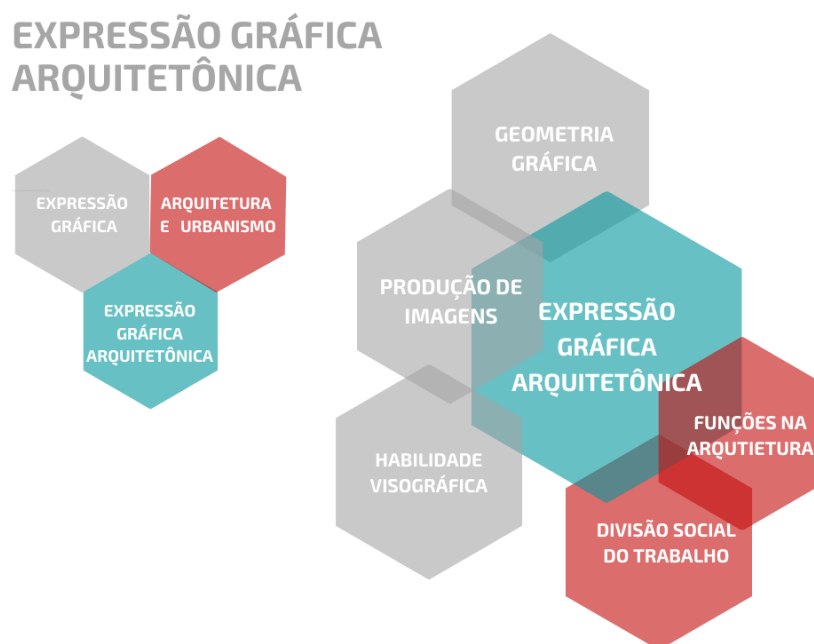 EXPRESSÃO GRÁFICA
ARQUITETÔNICA
EXPRESSÃO
GRÁFICA
ARQUITETURA
E URBANISMO
EXPRESSÃO
GRÁFICA
ARQUITETÔNICA
GEOMETRIA
GRÁFICA
PRODUÇÃO DE
IMAGENS
EXPRESSÃO
GRÁFICA
ARQUITETÔNICA
HABILIDADE
VISOGRÁFICA
FUNÇÕES NA
ARQUTIETURA
DIVISÃO SOCIAL
DO TRABALHO